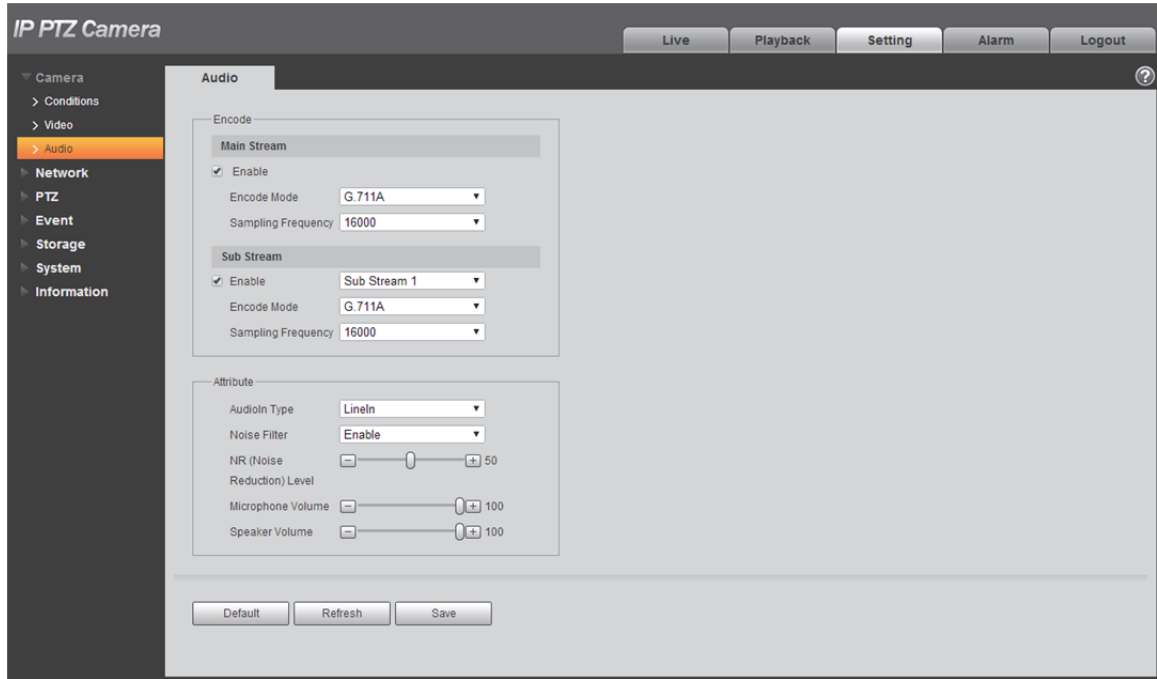 IP PTZ Camera
Live Playback Setting Alarm Logout
Camera
Conditions
Video
Audio
Network
PTZ
Event
Storage
System
Information
Audio
?
Encode
Main Stream
Enable
Encode Mode G.711A
Sampling Frequency 16000
Sub Stream
Enable Sub Stream 1
Encode Mode G.711A
Sampling Frequency 16000
Attribute
AudioIn Type LineIn
Noise Filter Enable
NR (Noise 50
Reduction) Level
Microphone Volume 100
Speaker Volume 100
Default Refresh Save